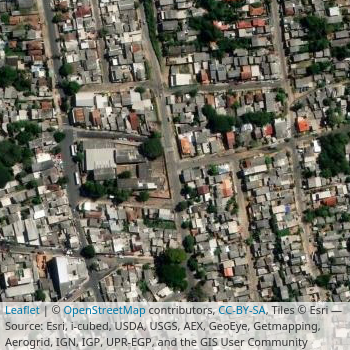 Leaflet | © OpenStreetMap contributors, CC-BY-SA, Tiles © Esri —
Source: Esri, i-cubed, USDA, USGS, AEX, GeoEye, Getmapping,
Aerogrid, IGN, IGP, UPR-EGP, and the GIS User Community